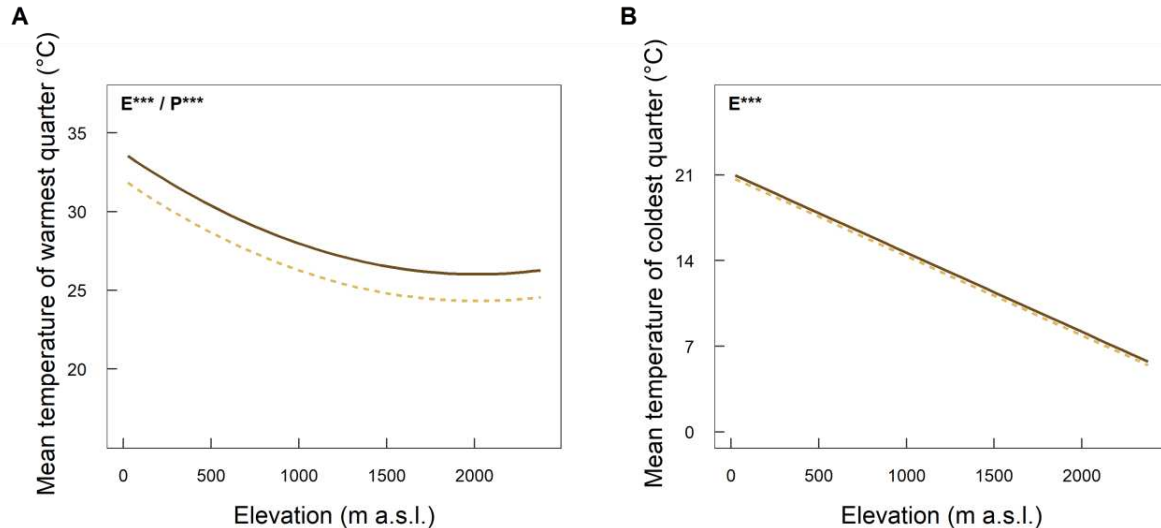 A
Mean temperature of warmest quarter (°C)
E*** / P***
35
30
25
20
0 500 1000 1500 2000
Elevation (m a.s.l.)
B
Mean temperature of coldest quarter (°C)
E***
21
14
7
0
0 500 1000 1500 2000
Elevation (m a.s.l.)